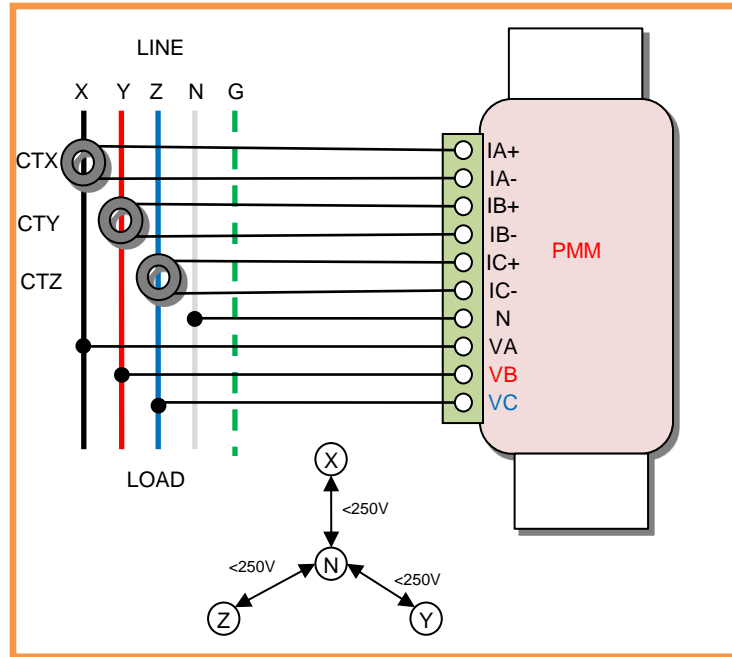 LINE
X Y Z N G
CTX
CTY
CTZ
IA+
IA-
IB+
IB-
IC+
IC-
N
VA
VB
VC
PMM
LOAD
X
<250V
<250V
<250V
N
Z
Y